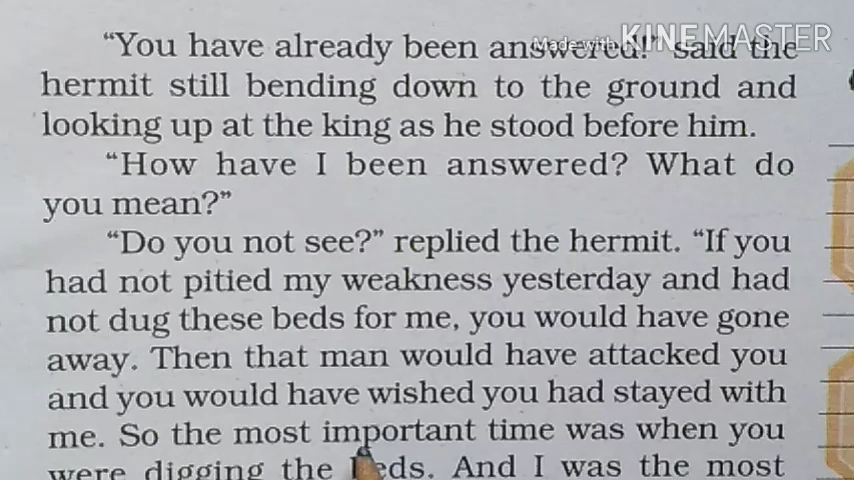 Made with KINEMASTER
“You have already been answered!” said the
hermit still bending down to the ground and
looking up at the king as he stood before him.
“How have I been answered? What do
you mean?”
“Do you not see?” replied the hermit. “If you
had not pitied my weakness yesterday and had
not dug these beds for me, you would have gone
away. Then that man would have attacked you
and you would have wished you had stayed with
me. So the most important time was when you
were digging the beds. And I was the most